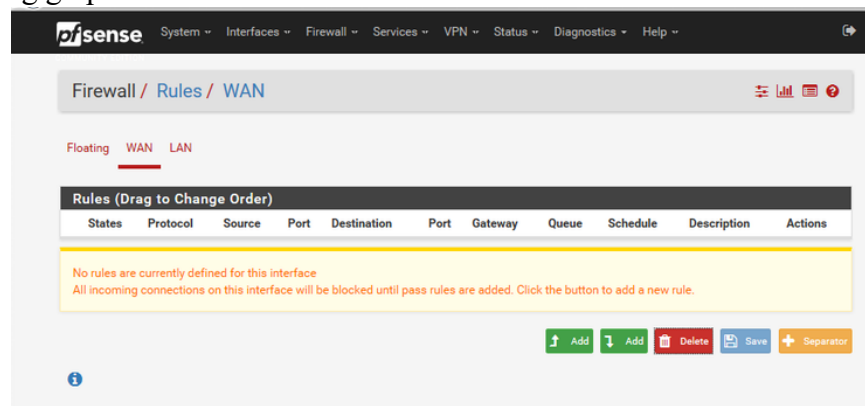 pfsense System Interfaces Firewall Services VPN Status Diagnostics Help
Firewall / Rules / WAN
Floating WAN LAN
Rules (Drag to Change Order)
States Protocol Source Port Destination Port Gateway Queue Schedule Description Actions
No rules are currently defined for this interface
All incoming connections on this interface will be blocked until pass rules are added. Click the button to add a new rule.
Add Add Delete Save Separator